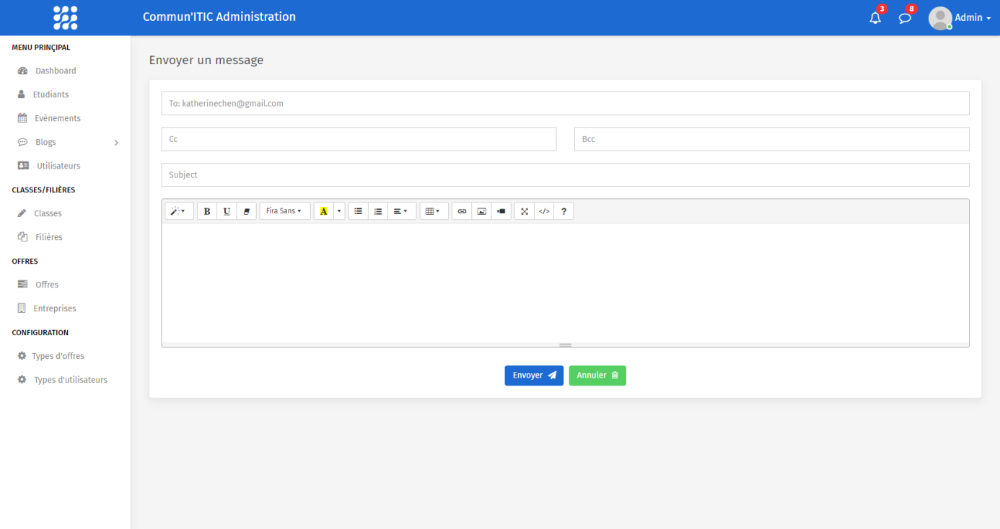 Commun'ITIC Administration
3
8
Admin
MENU PRINÇIPAL
Dashboard
Etudiants
Evènements
Blogs
Utilisateurs
CLASSES/FILIÈRES
Classes
Filières
OFFRES
Offres
Entreprises
CONFIGURATION
Types d'offres
Types d'utilisateurs
Envoyer un message
To: katherinechen@gmail.com
Cc
Bcc
Subject
B U Fira Sans A </> ?
Envoyer
Annuler